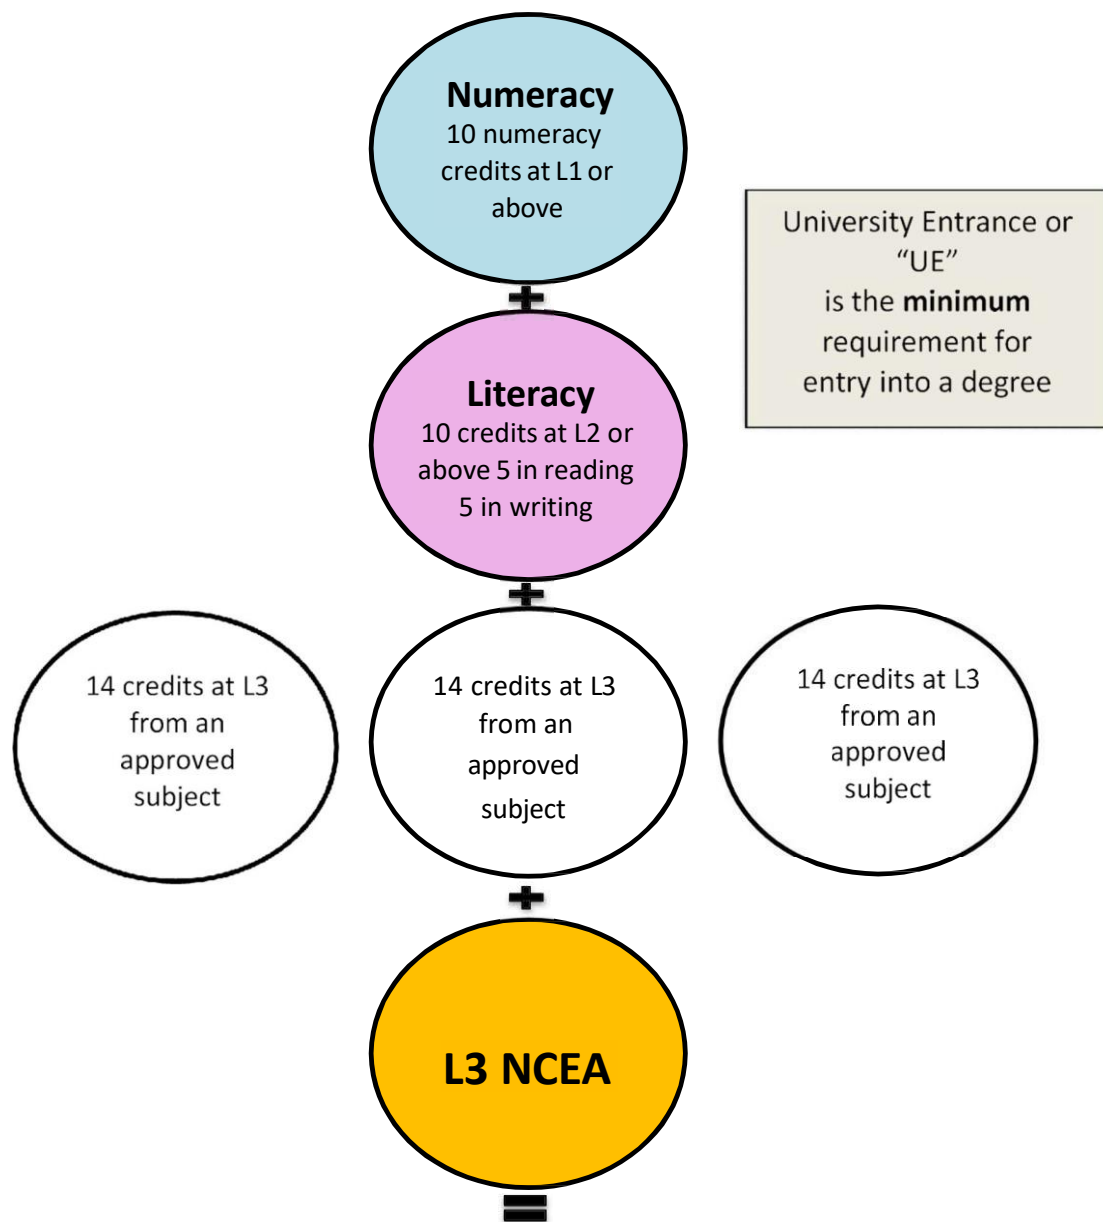 Numeracy
10 numeracy
credits at L1 or
above
+
University Entrance or
“UE”
is the minimum
requirement for
entry into a degree
Literacy
10 credits at L2 or
above 5 in reading
5 in writing
+
14 credits at L3
from an
approved
subject
14 credits at L3
from an
approved
subject
14 credits at L3
from an
approved
subject
+
L3 NCEA
=